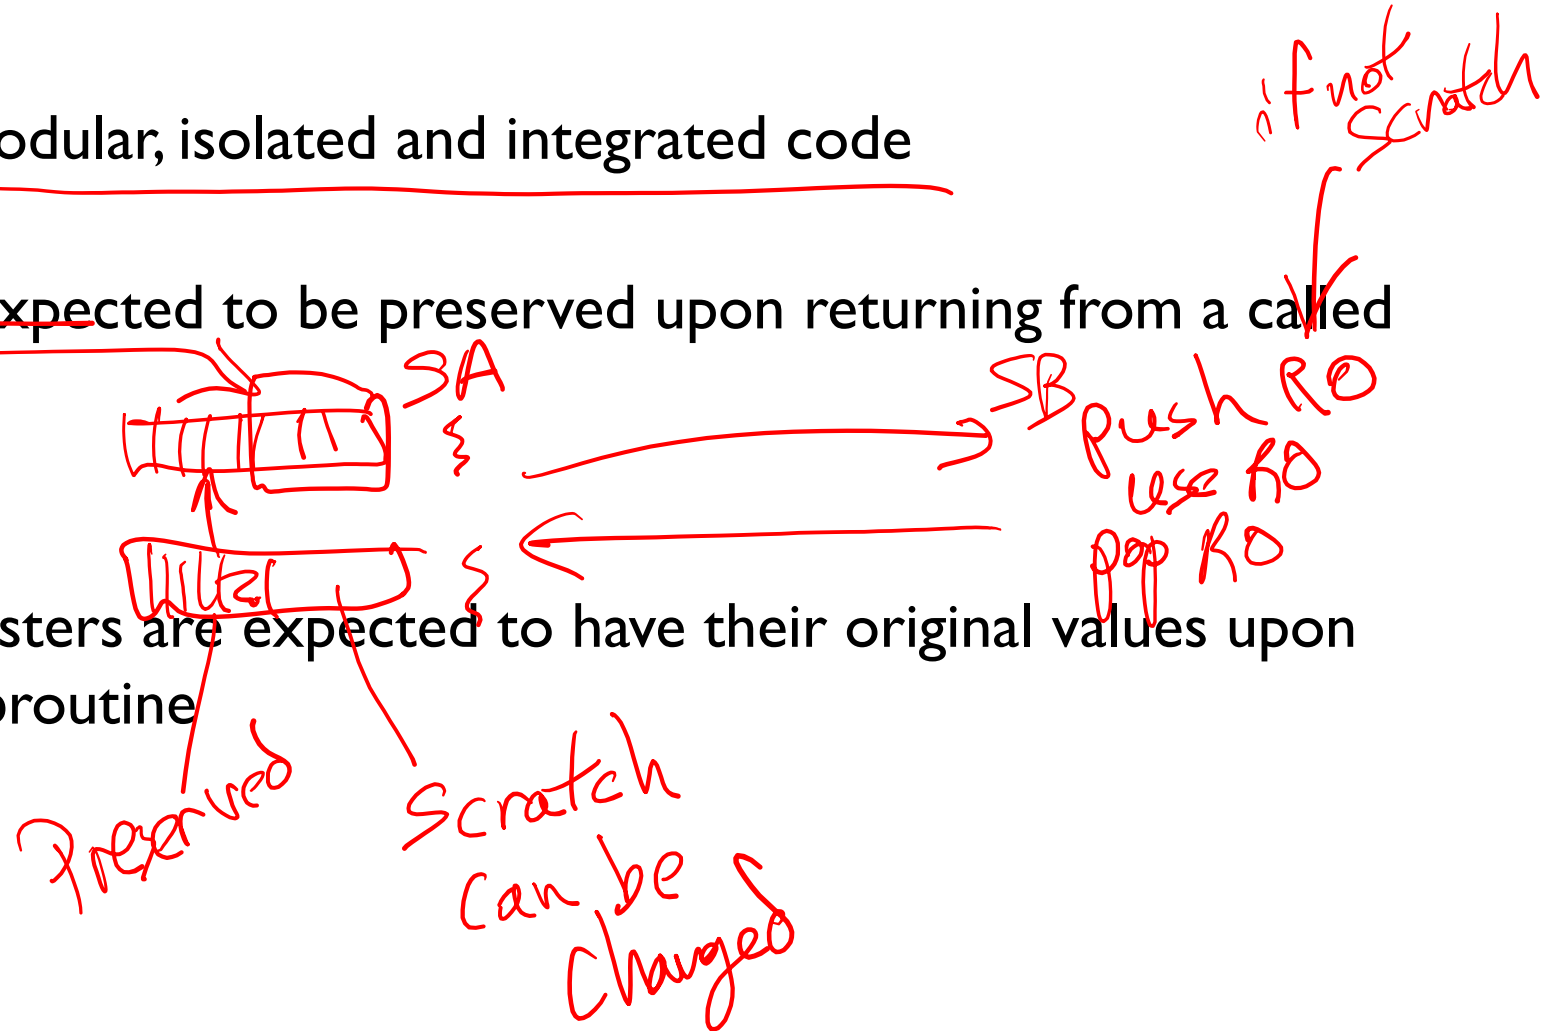 if not
scratch
odular, isolated and integrated code
xpected to be preserved upon returning from a called
SA
SB
push R0
use R0
pop R0
sters are expected to have their original values upon
proutine
Preserved
Scratch
can be
changed